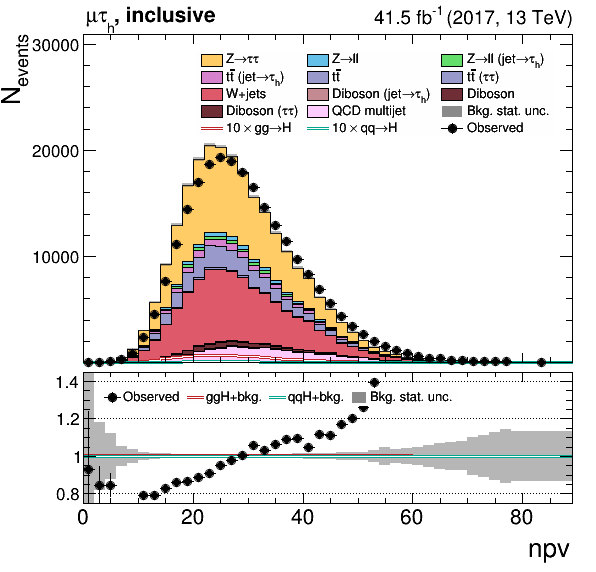 μτh, inclusive 41.5 fb⁻¹ (2017, 13 TeV)
Nevents
30000
20000
10000
Z→ττ Z→ll Z→ll (jet→τh)
tt̄ (jet→τh) tt̄ tt̄ (ττ)
W+jets Diboson (jet→τh) Diboson
Diboson (ττ) QCD multijet Bkg. stat. unc.
10 × gg→H 10 × qq→H Observed
1.4
1.2
1
0.8
Observed ggH+bkg. qqH+bkg. Bkg. stat. unc.
0 20 40 60 80
npv